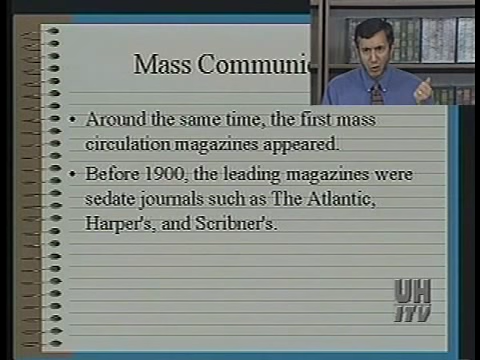 Mass Communic
• Around the same time, the first mass
circulation magazines appeared.
• Before 1900, the leading magazines were
sedate journals such as The Atlantic,
Harper's, and Scribner's.
UH
ITV